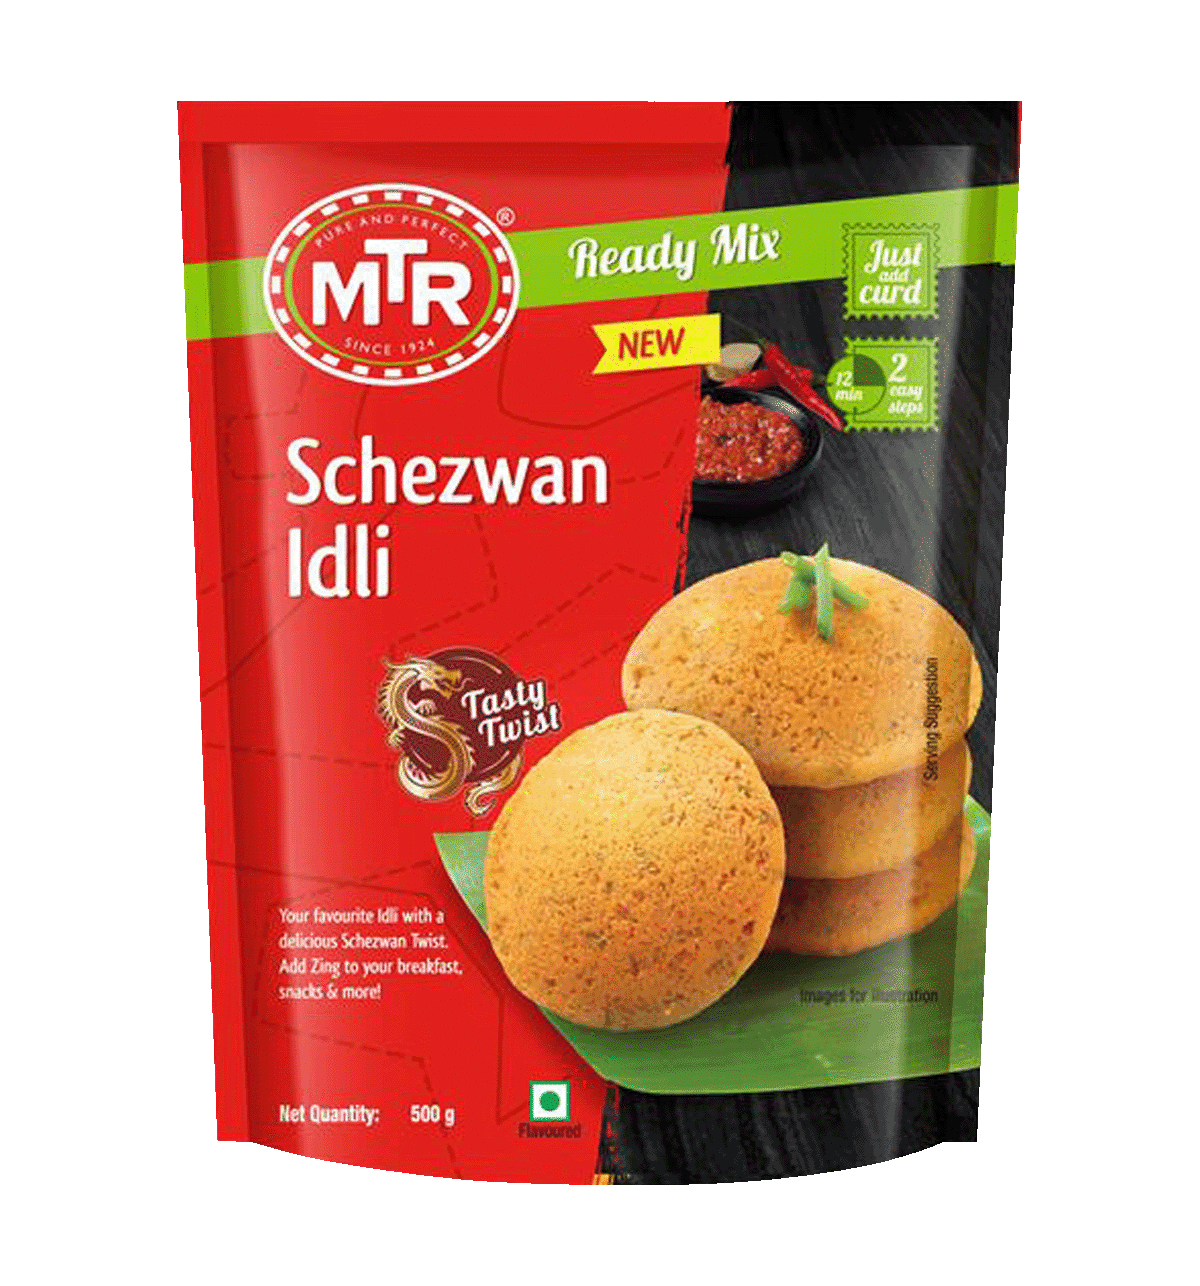 PURE AND PERFECT
MTR
®
SINCE 1924
Ready Mix
Just
add
curd
NEW
12
min
2
easy
steps
Schezwan
Idli
Tasty
Twist
Serving Suggestion
Your favourite Idli with a
delicious Schezwan Twist.
Add Zing to your breakfast,
snacks & more!
Images for illustration
Net Quantity: 500 g
Flavoured